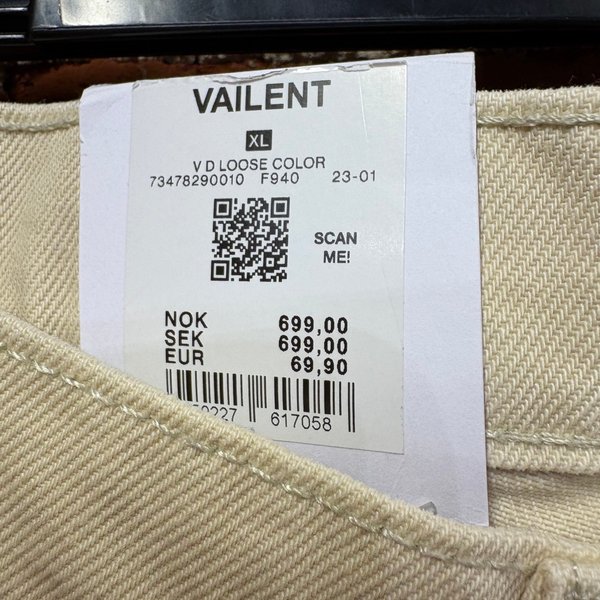 VAILENT
XL
V D LOOSE COLOR
73478290010 F940 23-01
SCAN
ME!
NOK 699,00
SEK 699,00
EUR 69,90
0227 617058